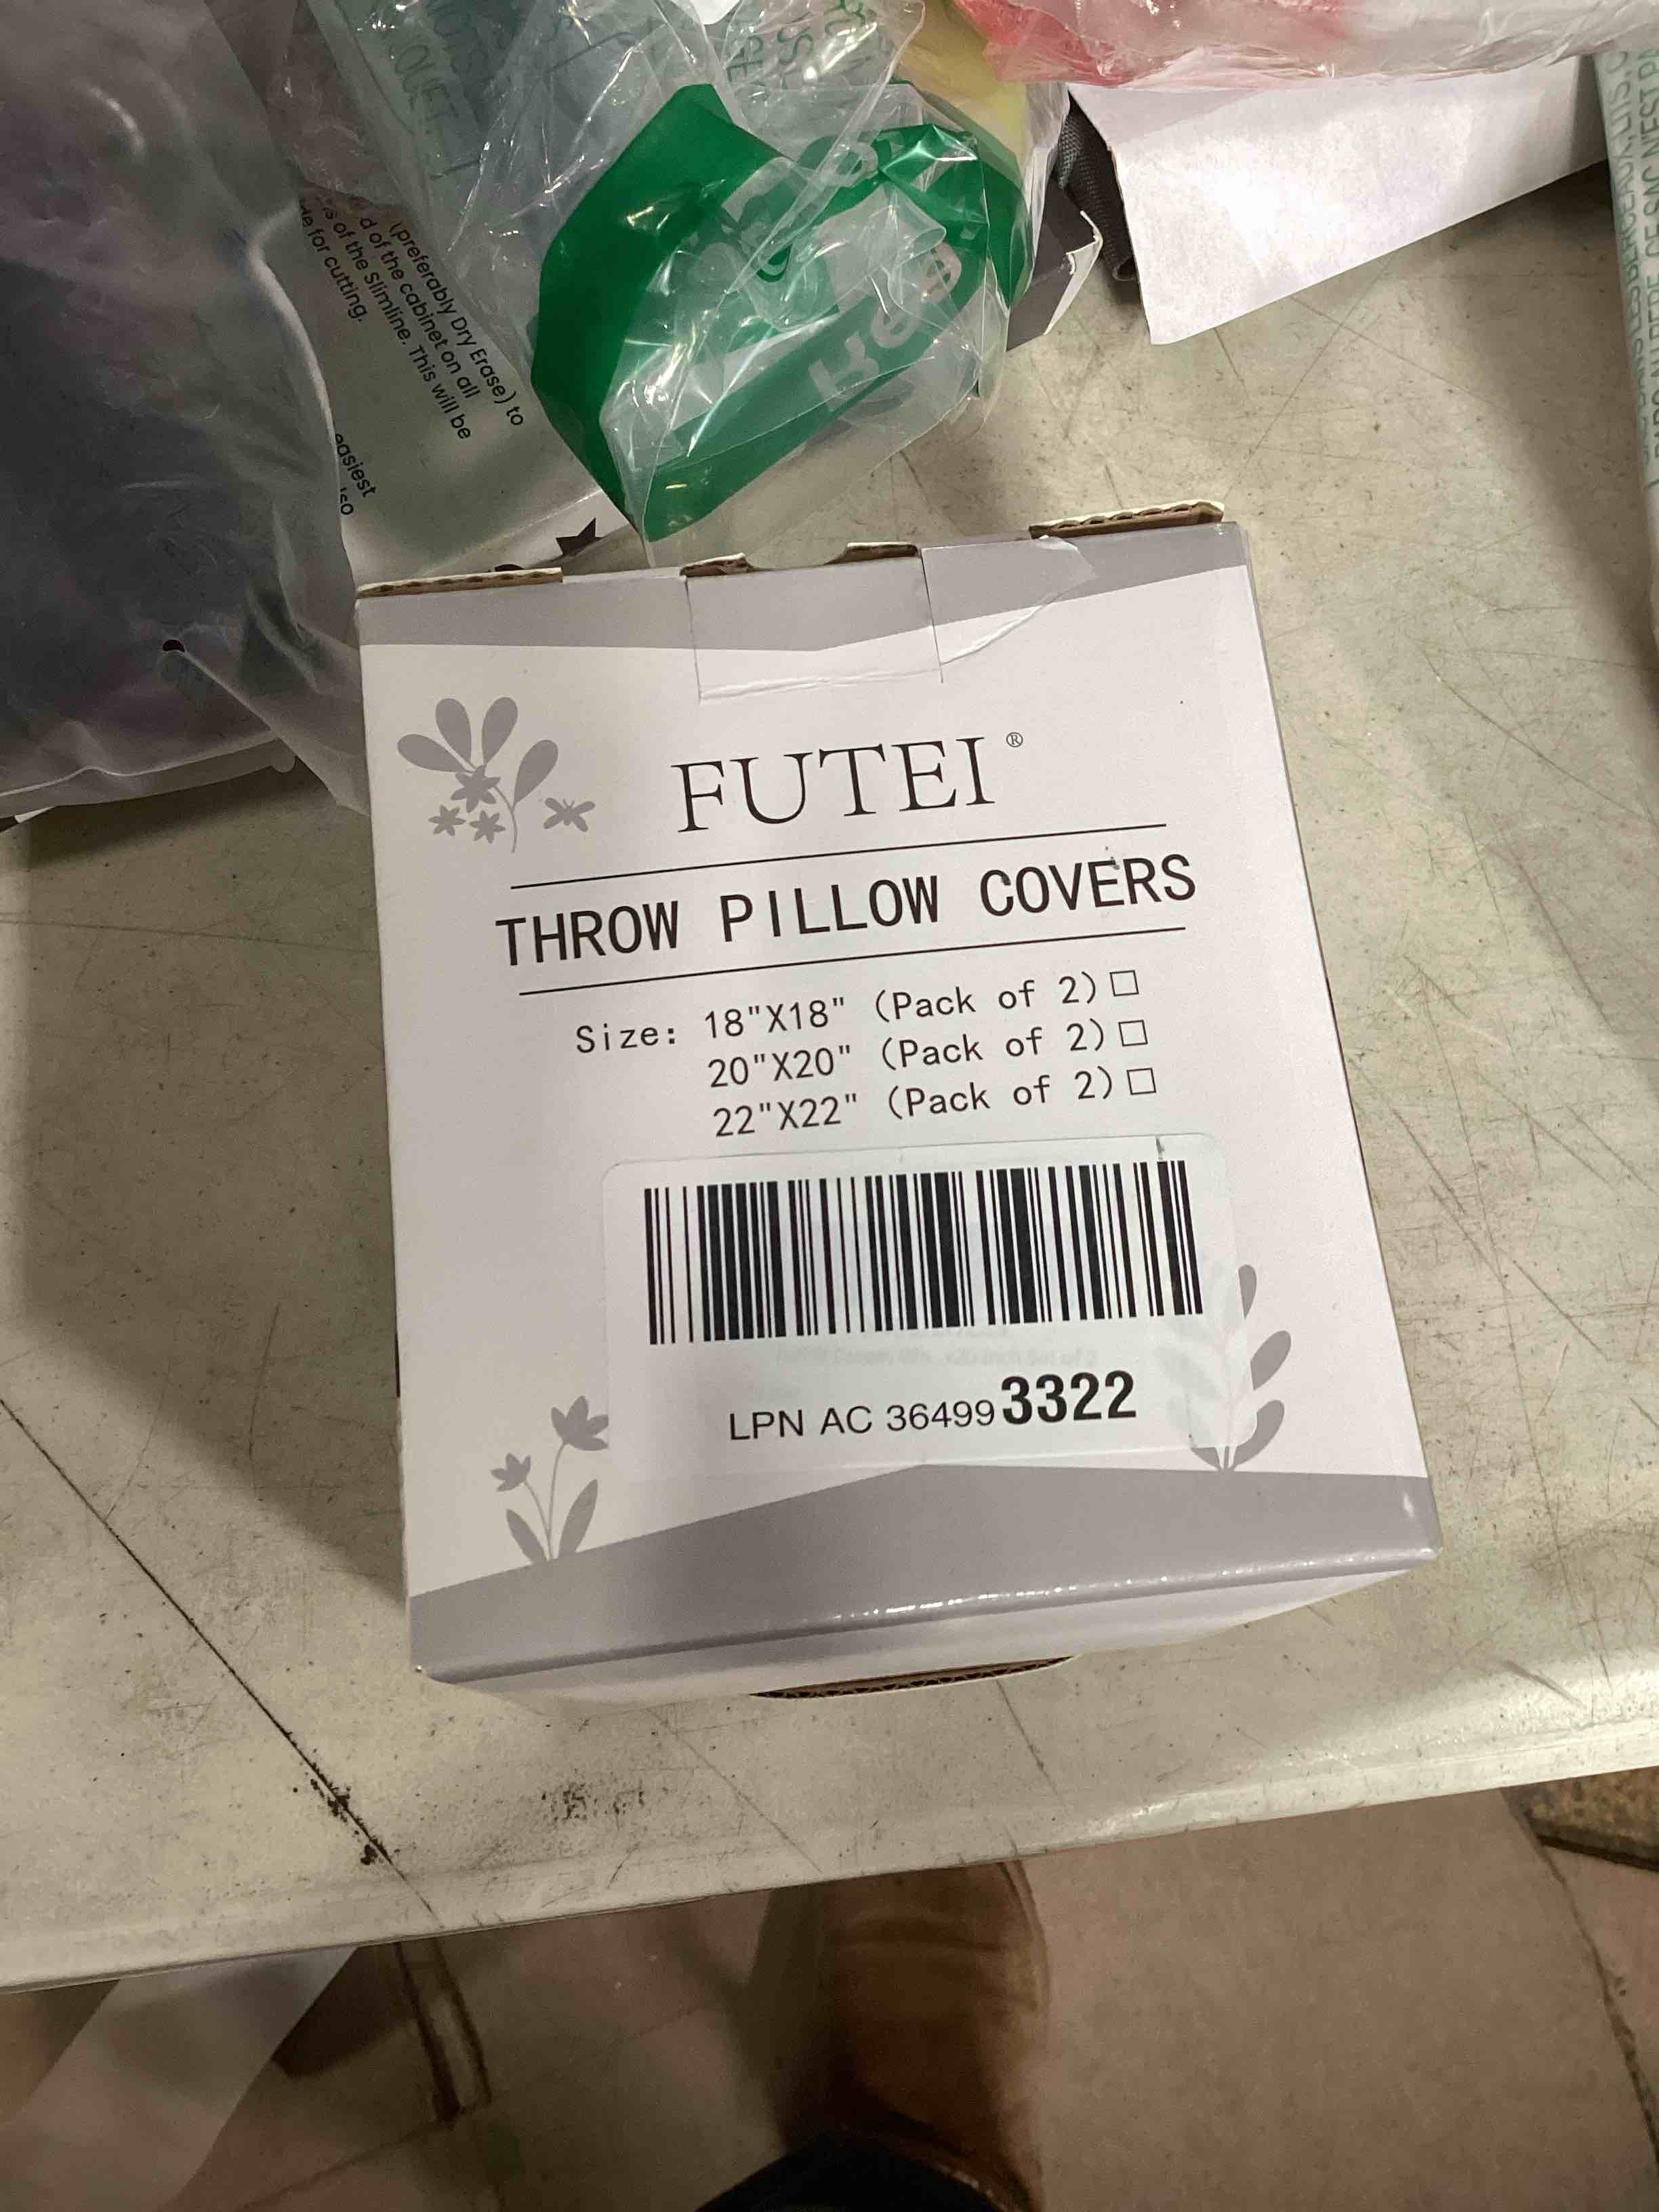 (preferably Dry Erase) to
d of the cabinet on all
s of the Slimline. This will be
for cutting.
easiest
FUTEI®
THROW PILLOW COVERS
Size: 18"X18" (Pack of 2)□
20"X20" (Pack of 2)□
22"X22" (Pack of 2)□
LPN AC 364993322